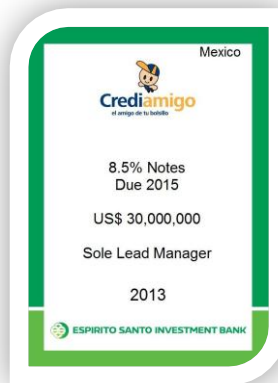 Mexico
Crediamigo
el amigo de tu bolsillo
8.5% Notes
Due 2015
US$ 30,000,000
Sole Lead Manager
2013
ESPIRITO SANTO INVESTMENT BANK